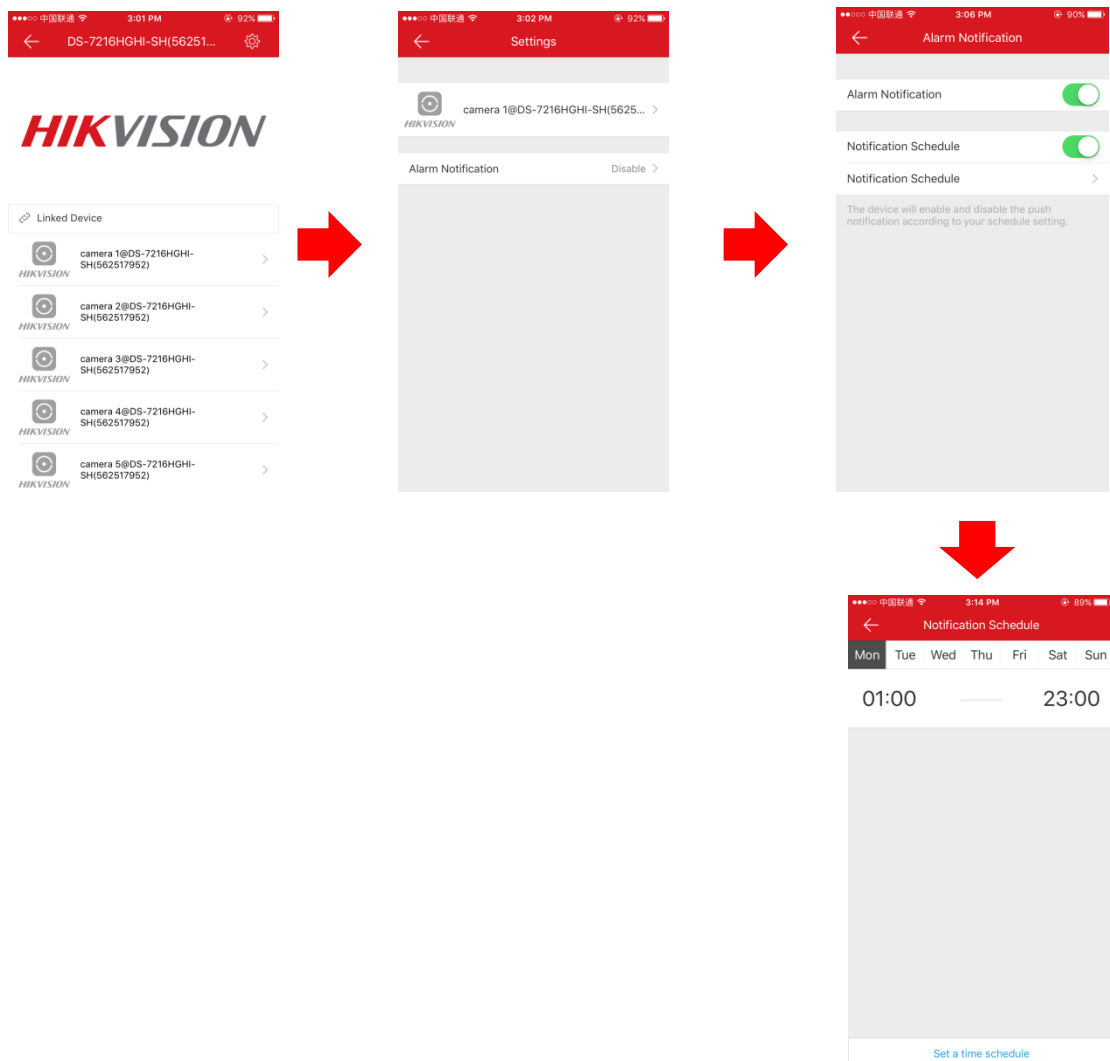 中国联通 3:01 PM 92%
DS-7216HGHI-SH(56251...
HIKVISION
Linked Device
camera 1@DS-7216HGHI-
SH(562517952)
HIKVISION
camera 2@DS-7216HGHI-
SH(562517952)
HIKVISION
camera 3@DS-7216HGHI-
SH(562517952)
HIKVISION
camera 4@DS-7216HGHI-
SH(562517952)
HIKVISION
camera 5@DS-7216HGHI-
SH(562517952)
HIKVISION
中国联通 3:02 PM 92%
Settings
camera 1@DS-7216HGHI-SH(5625...
HIKVISION
Alarm Notification Disable
中国联通 3:06 PM 90%
Alarm Notification
Alarm Notification
Notification Schedule
Notification Schedule
The device will enable and disable the push
notification according to your schedule setting.
中国联通 3:14 PM 89%
Notification Schedule
Mon Tue Wed Thu Fri Sat Sun
01:00 23:00
Set a time schedule